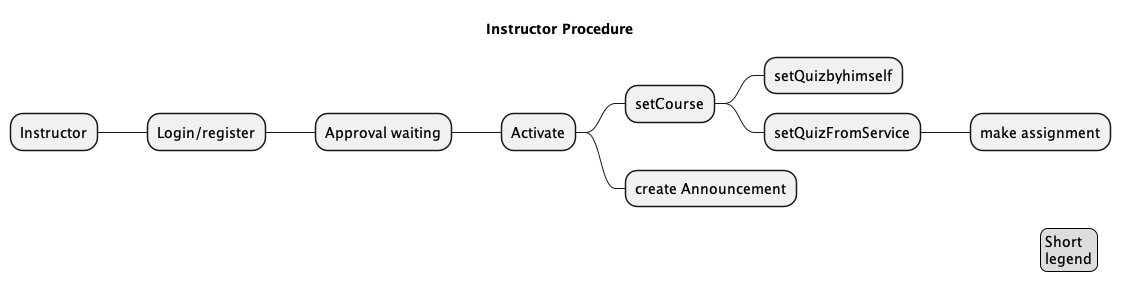 Instructor Procedure
Instructor
Login/register
Approval waiting
Activate
setCourse
setQuizbyhimself
setQuizFromService
make assignment
create Announcement
Short
legend